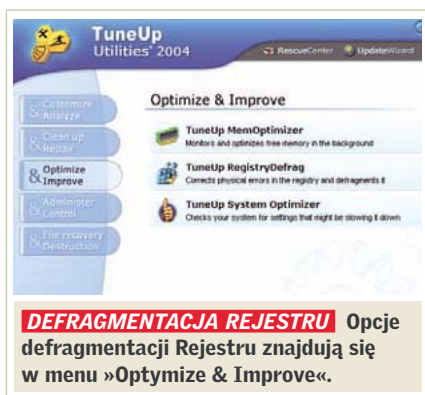 TuneUp
Utilities® 2004
RescueCenter
UpdateWizard
Customize
& Analyze
Clean up
& Repair
Optimize
& Improve
Administer
& Control
File recovery
& Destruction
Optimize & Improve
TuneUp MemOptimizer
Monitors and optimizes free memory in the background
TuneUp RegistryDefrag
Corrects physical errors in the registry and defragments it
TuneUp System Optimizer
Checks your system for settings that might be slowing it down
DEFRAGMENTACJA REJESTRU Opcje
defragmentacji Rejestru znajdują się
w menu »Optymize & Improve«.